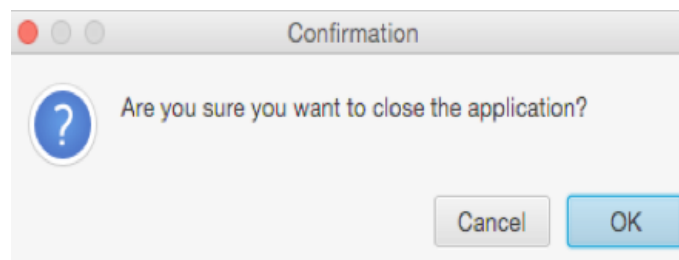 Confirmation
Are you sure you want to close the application?
?
Cancel
OK